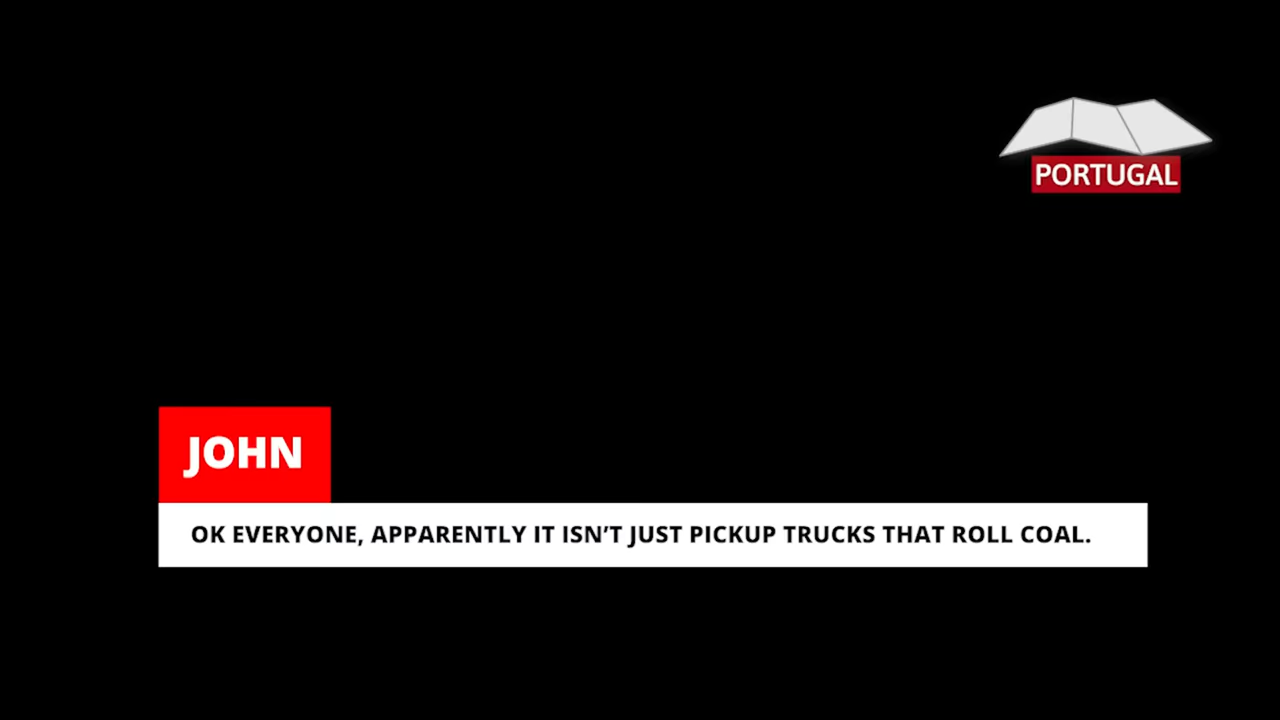 PORTUGAL
JOHN
OK EVERYONE, APPARENTLY IT ISN’T JUST PICKUP TRUCKS THAT ROLL COAL.